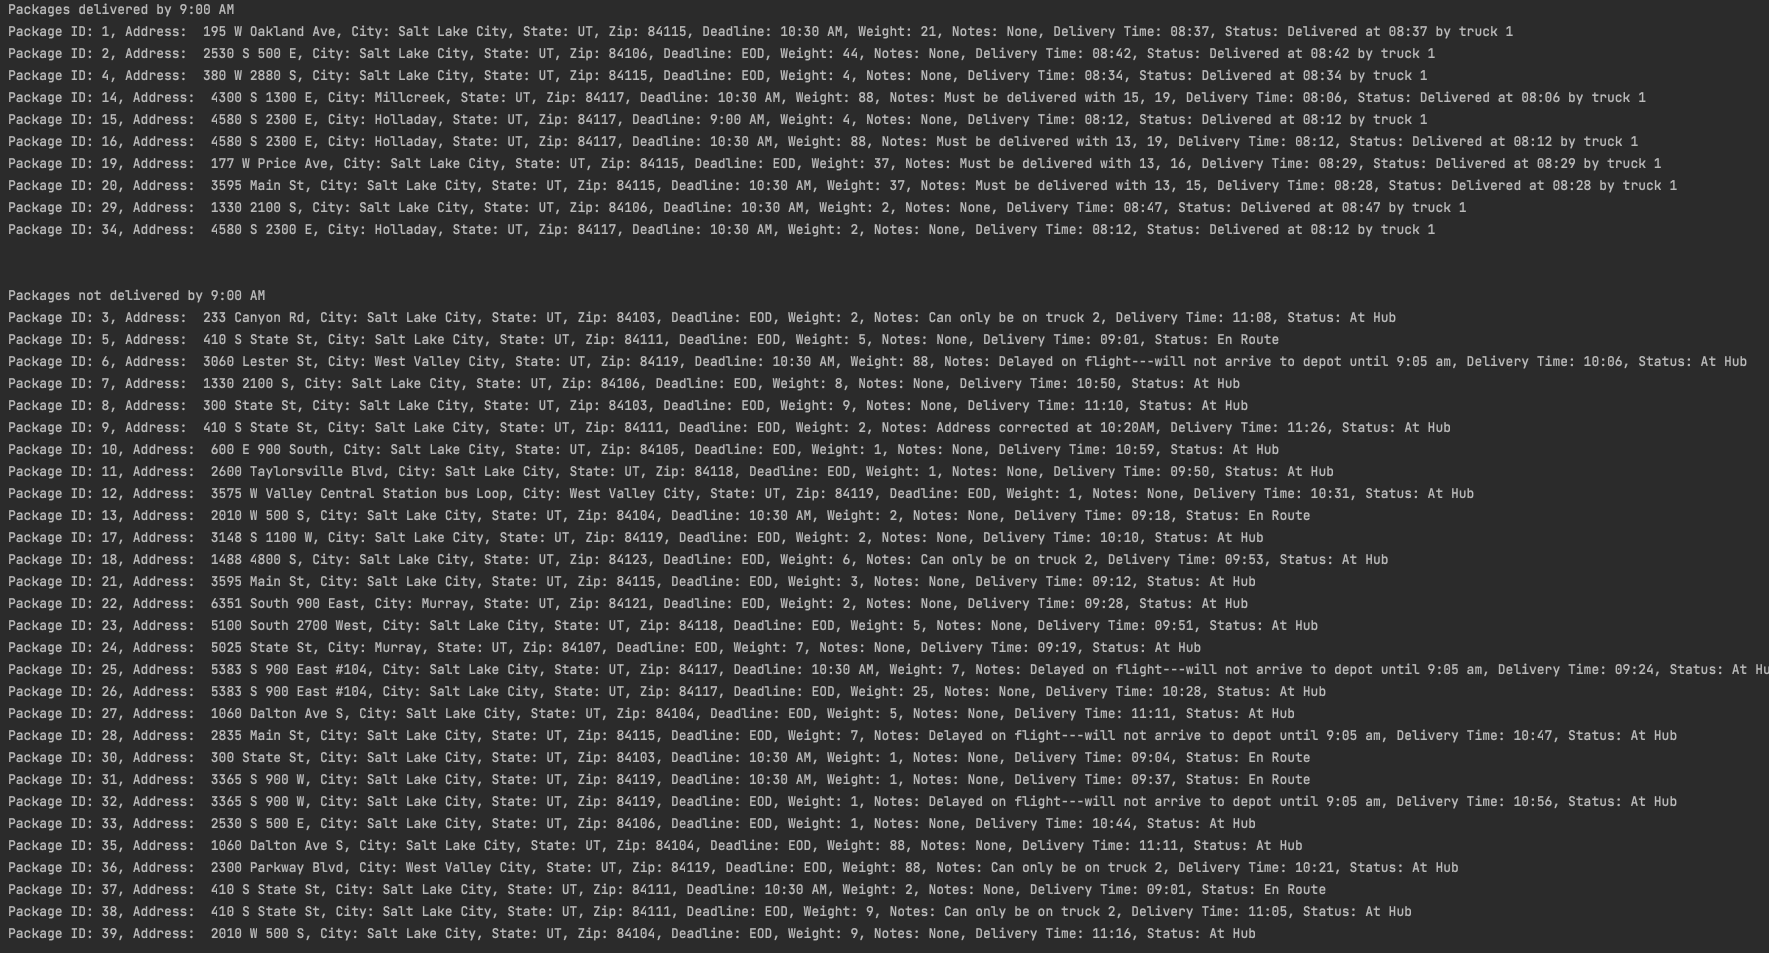 Packages delivered by 9:00 AM
Package ID: 1, Address:  195 W Oakland Ave, City: Salt Lake City, State: UT, Zip: 84115, Deadline: 10:30 AM, Weight: 21, Notes: None, Delivery Time: 08:37, Status: Delivered at 08:37 by truck 1
Package ID: 2, Address:  2530 S 500 E, City: Salt Lake City, State: UT, Zip: 84106, Deadline: EOD, Weight: 44, Notes: None, Delivery Time: 08:42, Status: Delivered at 08:42 by truck 1
Package ID: 4, Address:  380 W 2880 S, City: Salt Lake City, State: UT, Zip: 84115, Deadline: EOD, Weight: 4, Notes: None, Delivery Time: 08:34, Status: Delivered at 08:34 by truck 1
Package ID: 14, Address:  4300 S 1300 E, City: Millcreek, State: UT, Zip: 84117, Deadline: 10:30 AM, Weight: 88, Notes: Must be delivered with 15, 19, Delivery Time: 08:06, Status: Delivered at 08:06 by truck 1
Package ID: 15, Address:  4580 S 2300 E, City: Holladay, State: UT, Zip: 84117, Deadline: 9:00 AM, Weight: 4, Notes: None, Delivery Time: 08:12, Status: Delivered at 08:12 by truck 1
Package ID: 16, Address:  4580 S 2300 E, City: Holladay, State: UT, Zip: 84117, Deadline: 10:30 AM, Weight: 88, Notes: Must be delivered with 13, 19, Delivery Time: 08:12, Status: Delivered at 08:12 by truck 1
Package ID: 19, Address:  177 W Price Ave, City: Salt Lake City, State: UT, Zip: 84115, Deadline: EOD, Weight: 37, Notes: Must be delivered with 13, 16, Delivery Time: 08:29, Status: Delivered at 08:29 by truck 1
Package ID: 20, Address:  3595 Main St, City: Salt Lake City, State: UT, Zip: 84115, Deadline: 10:30 AM, Weight: 37, Notes: Must be delivered with 13, 15, Delivery Time: 08:28, Status: Delivered at 08:28 by truck 1
Package ID: 29, Address:  1330 2100 S, City: Salt Lake City, State: UT, Zip: 84106, Deadline: 10:30 AM, Weight: 2, Notes: None, Delivery Time: 08:47, Status: Delivered at 08:47 by truck 1
Package ID: 34, Address:  4580 S 2300 E, City: Holladay, State: UT, Zip: 84117, Deadline: 10:30 AM, Weight: 2, Notes: None, Delivery Time: 08:12, Status: Delivered at 08:12 by truck 1
Packages not delivered by 9:00 AM
Package ID: 3, Address:  233 Canyon Rd, City: Salt Lake City, State: UT, Zip: 84103, Deadline: EOD, Weight: 2, Notes: Can only be on truck 2, Delivery Time: 11:08, Status: At Hub
Package ID: 5, Address:  410 S State St, City: Salt Lake City, State: UT, Zip: 84111, Deadline: EOD, Weight: 5, Notes: None, Delivery Time: 09:01, Status: En Route
Package ID: 6, Address:  3060 Lester St, City: West Valley City, State: UT, Zip: 84119, Deadline: 10:30 AM, Weight: 88, Notes: Delayed on flight---will not arrive to depot until 9:05 am, Delivery Time: 10:06, Status: At Hub
Package ID: 7, Address:  1330 2100 S, City: Salt Lake City, State: UT, Zip: 84106, Deadline: EOD, Weight: 8, Notes: None, Delivery Time: 10:50, Status: At Hub
Package ID: 8, Address:  300 State St, City: Salt Lake City, State: UT, Zip: 84103, Deadline: EOD, Weight: 9, Notes: None, Delivery Time: 11:10, Status: At Hub
Package ID: 9, Address:  410 S State St, City: Salt Lake City, State: UT, Zip: 84111, Deadline: EOD, Weight: 2, Notes: Address corrected at 10:20AM, Delivery Time: 11:26, Status: At Hub
Package ID: 10, Address:  600 E 900 South, City: Salt Lake City, State: UT, Zip: 84105, Deadline: EOD, Weight: 1, Notes: None, Delivery Time: 10:59, Status: At Hub
Package ID: 11, Address:  2600 Taylorsville Blvd, City: Salt Lake City, State: UT, Zip: 84118, Deadline: EOD, Weight: 1, Notes: None, Delivery Time: 09:50, Status: At Hub
Package ID: 12, Address:  3575 W Valley Central Station bus Loop, City: West Valley City, State: UT, Zip: 84119, Deadline: EOD, Weight: 1, Notes: None, Delivery Time: 10:31, Status: At Hub
Package ID: 13, Address:  2010 W 500 S, City: Salt Lake City, State: UT, Zip: 84104, Deadline: 10:30 AM, Weight: 2, Notes: None, Delivery Time: 09:18, Status: En Route
Package ID: 17, Address:  3148 S 1100 W, City: Salt Lake City, State: UT, Zip: 84119, Deadline: EOD, Weight: 2, Notes: None, Delivery Time: 10:10, Status: At Hub
Package ID: 18, Address:  1488 4800 S, City: Salt Lake City, State: UT, Zip: 84123, Deadline: EOD, Weight: 6, Notes: Can only be on truck 2, Delivery Time: 09:53, Status: At Hub
Package ID: 21, Address:  3595 Main St, City: Salt Lake City, State: UT, Zip: 84115, Deadline: EOD, Weight: 3, Notes: None, Delivery Time: 09:12, Status: At Hub
Package ID: 22, Address:  6351 South 900 East, City: Murray, State: UT, Zip: 84121, Deadline: EOD, Weight: 2, Notes: None, Delivery Time: 09:28, Status: At Hub
Package ID: 23, Address:  5100 South 2700 West, City: Salt Lake City, State: UT, Zip: 84118, Deadline: EOD, Weight: 5, Notes: None, Delivery Time: 09:51, Status: At Hub
Package ID: 24, Address:  5025 State St, City: Murray, State: UT, Zip: 84107, Deadline: EOD, Weight: 7, Notes: None, Delivery Time: 09:19, Status: At Hub
Package ID: 25, Address:  5383 S 900 East #104, City: Salt Lake City, State: UT, Zip: 84117, Deadline: 10:30 AM, Weight: 7, Notes: Delayed on flight---will not arrive to depot until 9:05 am, Delivery Time: 09:24, Status: At
Package ID: 26, Address:  5383 S 900 East #104, City: Salt Lake City, State: UT, Zip: 84117, Deadline: EOD, Weight: 25, Notes: None, Delivery Time: 10:28, Status: At Hub
Package ID: 27, Address:  1060 Dalton Ave S, City: Salt Lake City, State: UT, Zip: 84104, Deadline: EOD, Weight: 5, Notes: None, Delivery Time: 11:11, Status: At Hub
Package ID: 28, Address:  2835 Main St, City: Salt Lake City, State: UT, Zip: 84115, Deadline: EOD, Weight: 7, Notes: Delayed on flight---will not arrive to depot until 9:05 am, Delivery Time: 10:47, Status: At Hub
Package ID: 30, Address:  300 State St, City: Salt Lake City, State: UT, Zip: 84103, Deadline: 10:30 AM, Weight: 1, Notes: None, Delivery Time: 09:04, Status: En Route
Package ID: 31, Address:  3365 S 900 W, City: Salt Lake City, State: UT, Zip: 84119, Deadline: 10:30 AM, Weight: 1, Notes: None, Delivery Time: 09:37, Status: En Route
Package ID: 32, Address:  3365 S 900 W, City: Salt Lake City, State: UT, Zip: 84119, Deadline: EOD, Weight: 1, Notes: Delayed on flight---will not arrive to depot until 9:05 am, Delivery Time: 10:56, Status: At Hub
Package ID: 33, Address:  2530 S 500 E, City: Salt Lake City, State: UT, Zip: 84106, Deadline: EOD, Weight: 1, Notes: None, Delivery Time: 10:44, Status: At Hub
Package ID: 35, Address:  1060 Dalton Ave S, City: Salt Lake City, State: UT, Zip: 84104, Deadline: EOD, Weight: 88, Notes: None, Delivery Time: 11:11, Status: At Hub
Package ID: 36, Address:  2300 Parkway Blvd, City: West Valley City, State: UT, Zip: 84119, Deadline: EOD, Weight: 88, Notes: Can only be on truck 2, Delivery Time: 10:21, Status: At Hub
Package ID: 37, Address:  410 S State St, City: Salt Lake City, State: UT, Zip: 84111, Deadline: 10:30 AM, Weight: 2, Notes: None, Delivery Time: 09:01, Status: En Route
Package ID: 38, Address:  410 S State St, City: Salt Lake City, State: UT, Zip: 84111, Deadline: EOD, Weight: 9, Notes: Can only be on truck 2, Delivery Time: 11:05, Status: At Hub
Package ID: 39, Address:  2010 W 500 S, City: Salt Lake City, State: UT, Zip: 84104, Deadline: EOD, Weight: 9, Notes: None, Delivery Time: 11:16, Status: At Hub